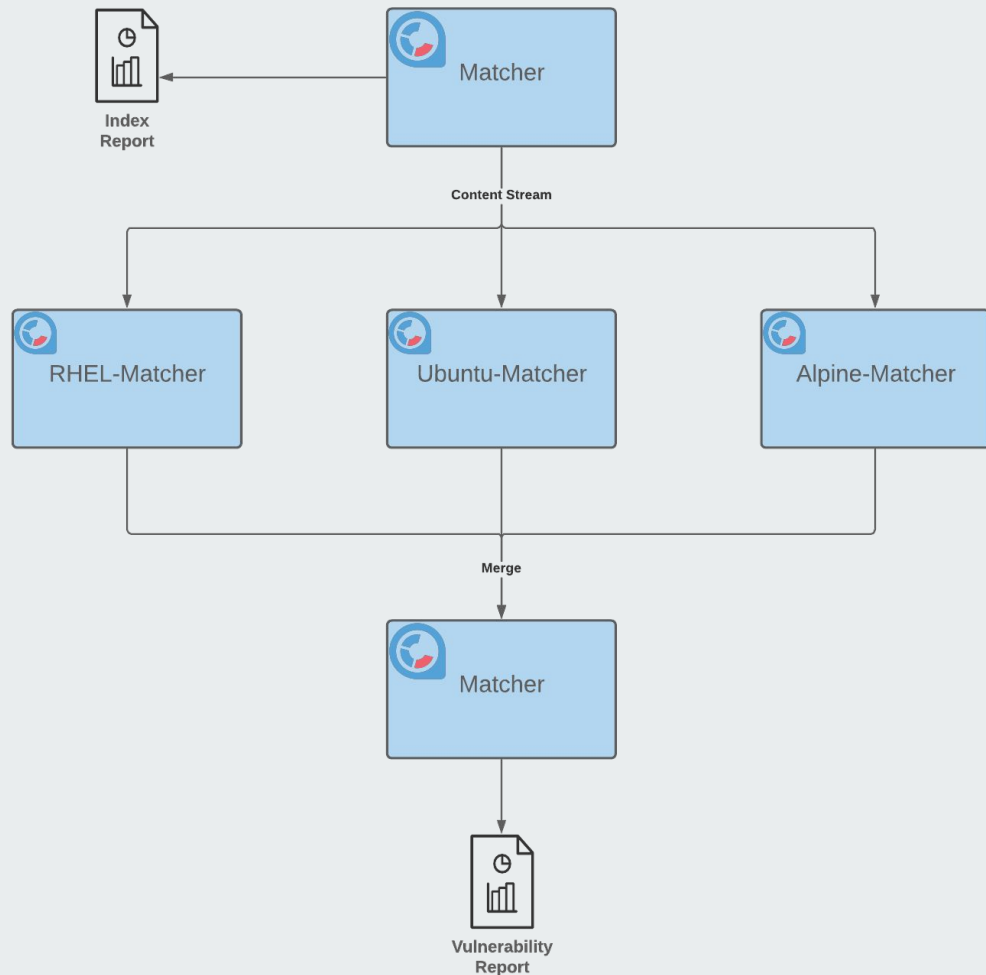 Matcher
Index
Report
Content Stream
RHEL-Matcher
Ubuntu-Matcher
Alpine-Matcher
Merge
Matcher
Vulnerability
Report